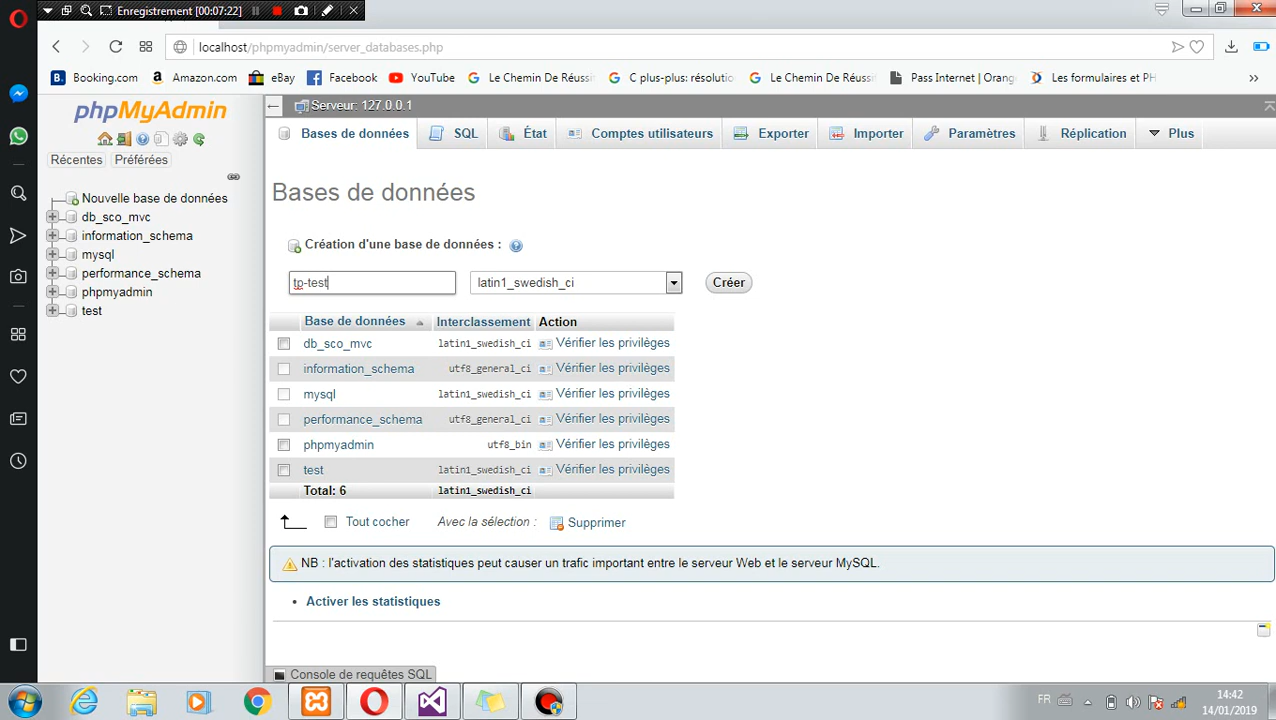 Enregistrement [00:07:22]
localhost/phpmyadmin/server_databases.php
B. Booking.com a Amazon.com eBay Facebook YouTube Le Chemin De Réuss C plus-plus: résolutio Le Chemin De Réuss Pass Internet | Orang Les formulaires et PH »
phpMyAdmin
Récentes Préférées
Nouvelle base de données
db_sco_mvc
information_schema
mysql
performance_schema
phpmyadmin
test
Serveur: 127.0.0.1
Bases de données SQL État Comptes utilisateurs Exporter Importer Paramètres Réplication Plus
Bases de données
Création d'une base de données :
tp-test latin1_swedish_ci Créer
Base de données Interclassement Action
db_sco_mvc latin1_swedish_ci Vérifier les privilèges
information_schema utf8_general_ci Vérifier les privilèges
mysql latin1_swedish_ci Vérifier les privilèges
performance_schema utf8_general_ci Vérifier les privilèges
phpmyadmin utf8_bin Vérifier les privilèges
test latin1_swedish_ci Vérifier les privilèges
Total: 6 latin1_swedish_ci
Tout cocher Avec la sélection : Supprimer
NB : l'activation des statistiques peut causer un trafic important entre le serveur Web et le serveur MySQL.
• Activer les statistiques
Console de requêtes SQL
FR 14:42
14/01/2019